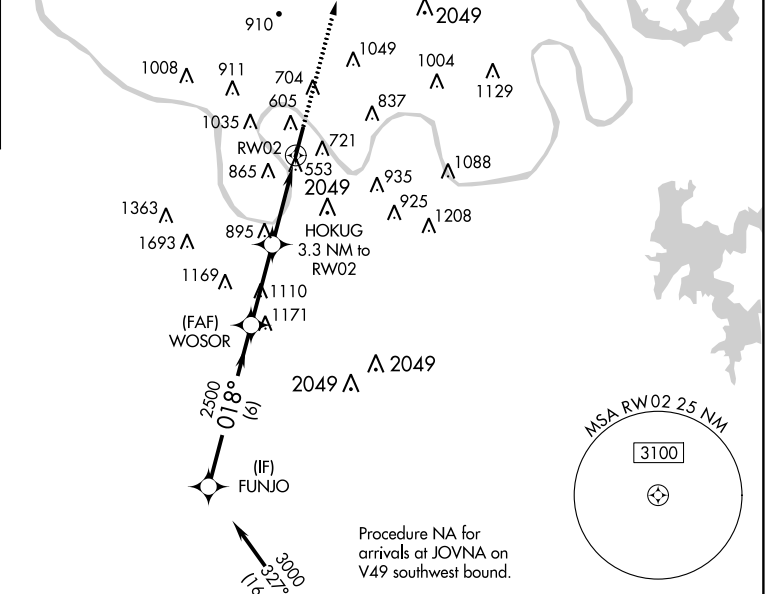 910
2049
1049
1008
911
704
1004
1129
605
837
1035
RW02
721
865
553
1088
2049
935
1363
925
1208
895
HOKUG
3.3 NM to
RW02
1693
1169
1110
1171
(FAF)
WOSOR
2049
2049
2500
018°
(6)
MSA RW02 25 NM
3100
(IF)
FUNJO
3000
327°
Procedure NA for
arrivals at JOVNA on
V49 southwest bound.